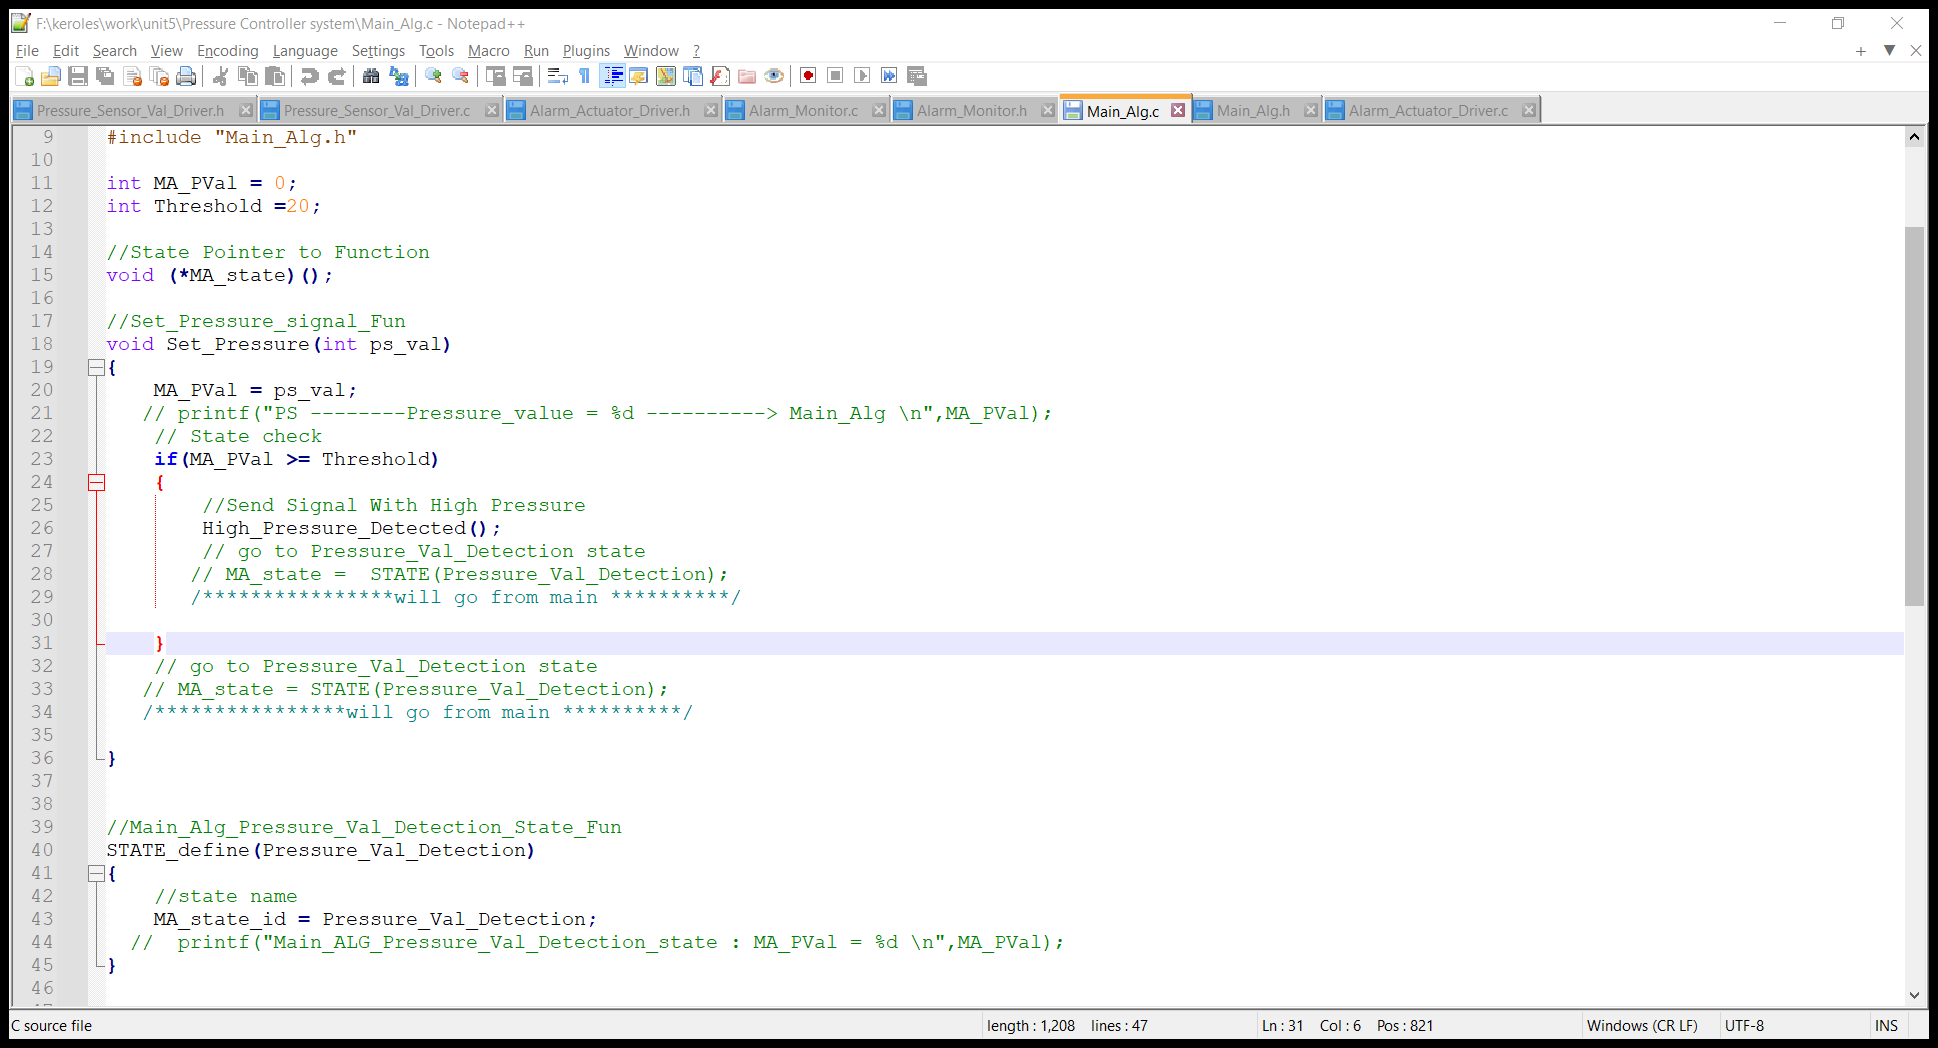 F:\keroles\work\unit5\Pressure Controller system\Main_Alg.c - Notepad++
File Edit Search View Encoding Language Settings Tools Macro Run Plugins Window ?
Pressure_Sensor_Val_Driver.h Pressure_Sensor_Val_Driver.c Alarm_Actuator_Driver.h Alarm_Monitor.c Alarm_Monitor.h Main_Alg.c Main_Alg.h Alarm_Actuator_Driver.c
9 #include "Main_Alg.h"
10
11 int MA_PVal = 0;
12 int Threshold =20;
13
14 //State Pointer to Function
15 void (*MA_state)();
16
17 //Set_Pressure_signal_Fun
18 void Set_Pressure(int ps_val)
19 {
20 MA_PVal = ps_val;
21 // printf("PS --------Pressure_value = %d ----------> Main_Alg \n",MA_PVal);
22 // State check
23 if(MA_PVal >= Threshold)
24 {
25 //Send Signal With High Pressure
26 High_Pressure_Detected();
27 // go to Pressure_Val_Detection state
28 // MA_state =  STATE(Pressure_Val_Detection);
29 /****************will go from main **********/
30
31 }
32 // go to Pressure_Val_Detection state
33 // MA_state = STATE(Pressure_Val_Detection);
34 /****************will go from main **********/
35
36 }
37
38
39 //Main_Alg_Pressure_Val_Detection_State_Fun
40 STATE_define(Pressure_Val_Detection)
41 {
42 //state name
43 MA_state_id = Pressure_Val_Detection;
44 //  printf("Main_ALG_Pressure_Val_Detection_state : MA_PVal = %d \n",MA_PVal);
45 }
46
C source file length : 1,208 lines : 47 Ln : 31 Col : 6 Pos : 821 Windows (CR LF) UTF-8 INS